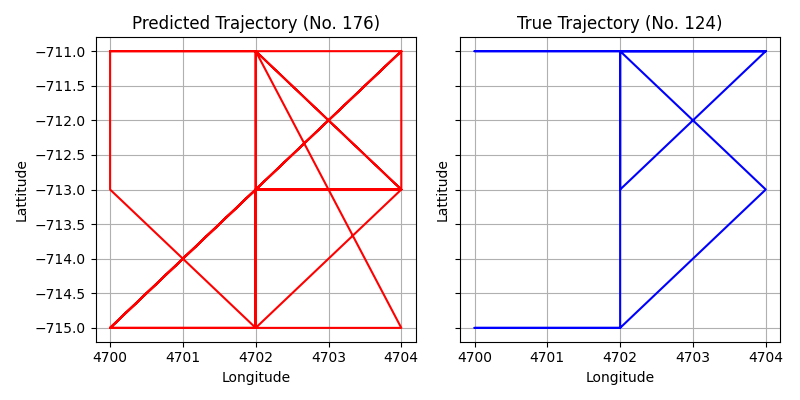 Predicted Trajectory (No. 176)
True Trajectory (No. 124)
−711.0
−711.5
−712.0
−712.5
−713.0
−713.5
−714.0
−714.5
−715.0
Lattitude
Lattitude
4700 4701 4702 4703 4704
4700 4701 4702 4703 4704
Longitude
Longitude